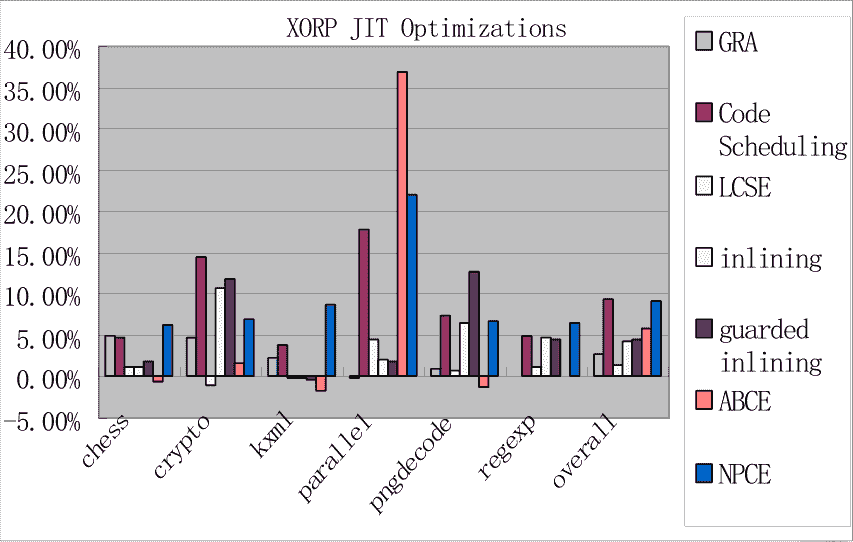 XORP JIT Optimizations
40.00%
35.00%
30.00%
25.00%
20.00%
15.00%
10.00%
5.00%
0.00%
-5.00%
chess
crypto
kxml
parallel
pngdecode
regexp
overall
GRA
Code
Scheduling
LCSE
inlining
guarded
inlining
ABCE
NPCE